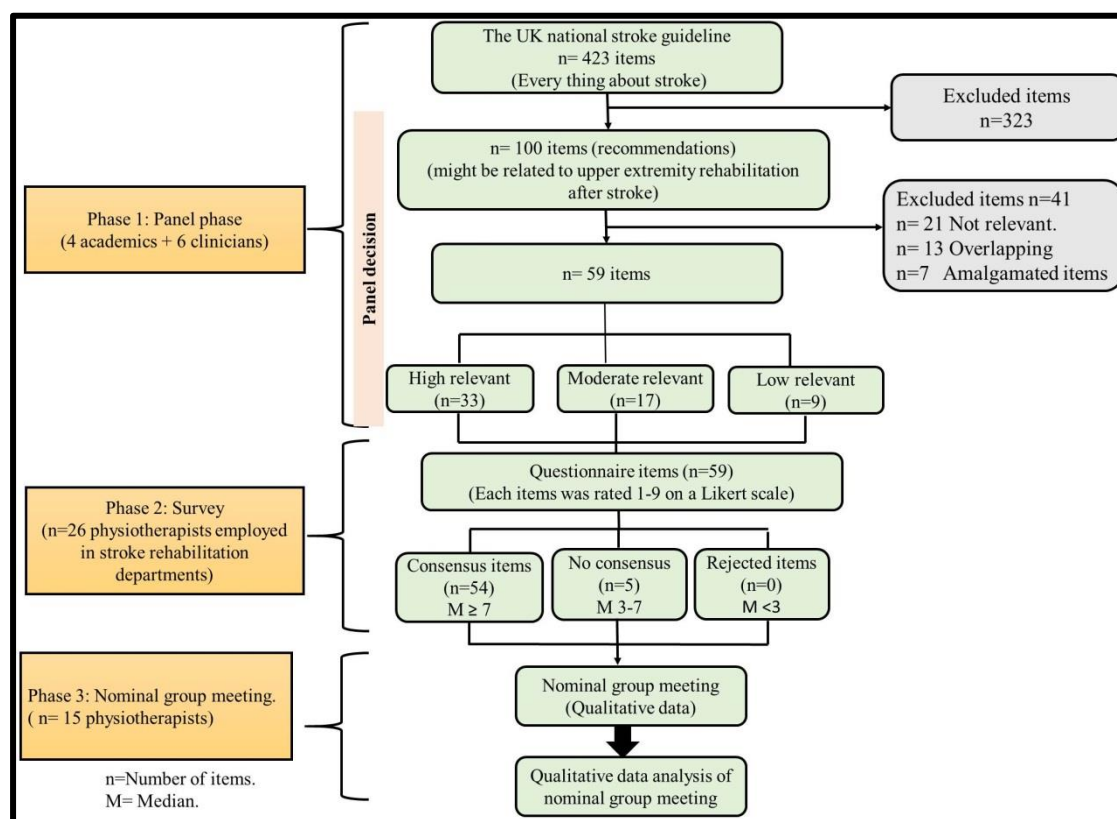 The UK national stroke guideline
n= 423 items
(Every thing about stroke)
Excluded items
n=323
n= 100 items (recommendations)
(might be related to upper extremity rehabilitation
after stroke)
Excluded items n=41
n= 21 Not relevant.
n= 13 Overlapping
n=7 Amalgamated items
Phase 1: Panel phase
(4 academics + 6 clinicians)
Panel decision
n= 59 items
High relevant
(n=33)
Moderate relevant
(n=17)
Low relevant
(n=9)
Questionnaire items (n=59)
(Each items was rated 1-9 on a Likert scale)
Phase 2: Survey
(n=26 physiotherapists employed
in stroke rehabilitation
departments)
Consensus items
(n=54)
M ≥ 7
No consensus
(n=5)
M 3-7
Rejected items
(n=0)
M <3
Phase 3: Nominal group meeting.
( n= 15 physiotherapists)
Nominal group meeting
(Qualitative data)
Qualitative data analysis of
nominal group meeting
n=Number of items.
M= Median.